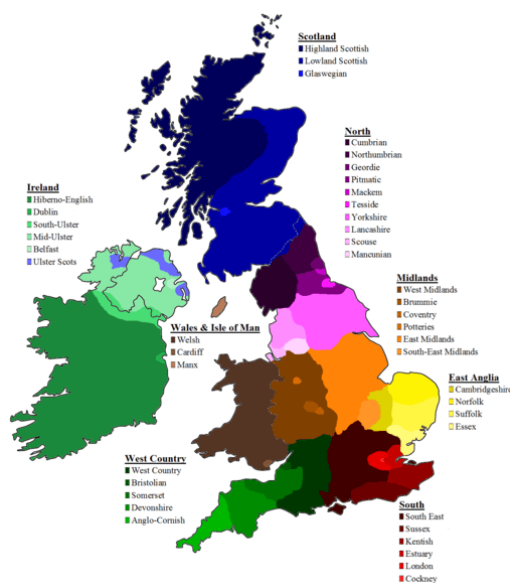 Scotland
Highland Scottish
Lowland Scottish
Glaswegian
North
Cumbrian
Northumbrian
Geordie
Pitmatic
Mackem
Tesside
Yorkshire
Lancashire
Scouse
Mancunian
Ireland
Hiberno-English
Dublin
South-Ulster
Mid-Ulster
Belfast
Ulster Scots
Midlands
West Midlands
Brummie
Coventry
Potteries
East Midlands
South-East Midlands
Wales & Isle of Man
Welsh
Cardiff
Manx
East Anglia
Cambridgeshire
Norfolk
Suffolk
Essex
West Country
West Country
Bristolian
Somerset
Devonshire
Anglo-Cornish
South
South East
Sussex
Kentish
Estuary
London
Cockney